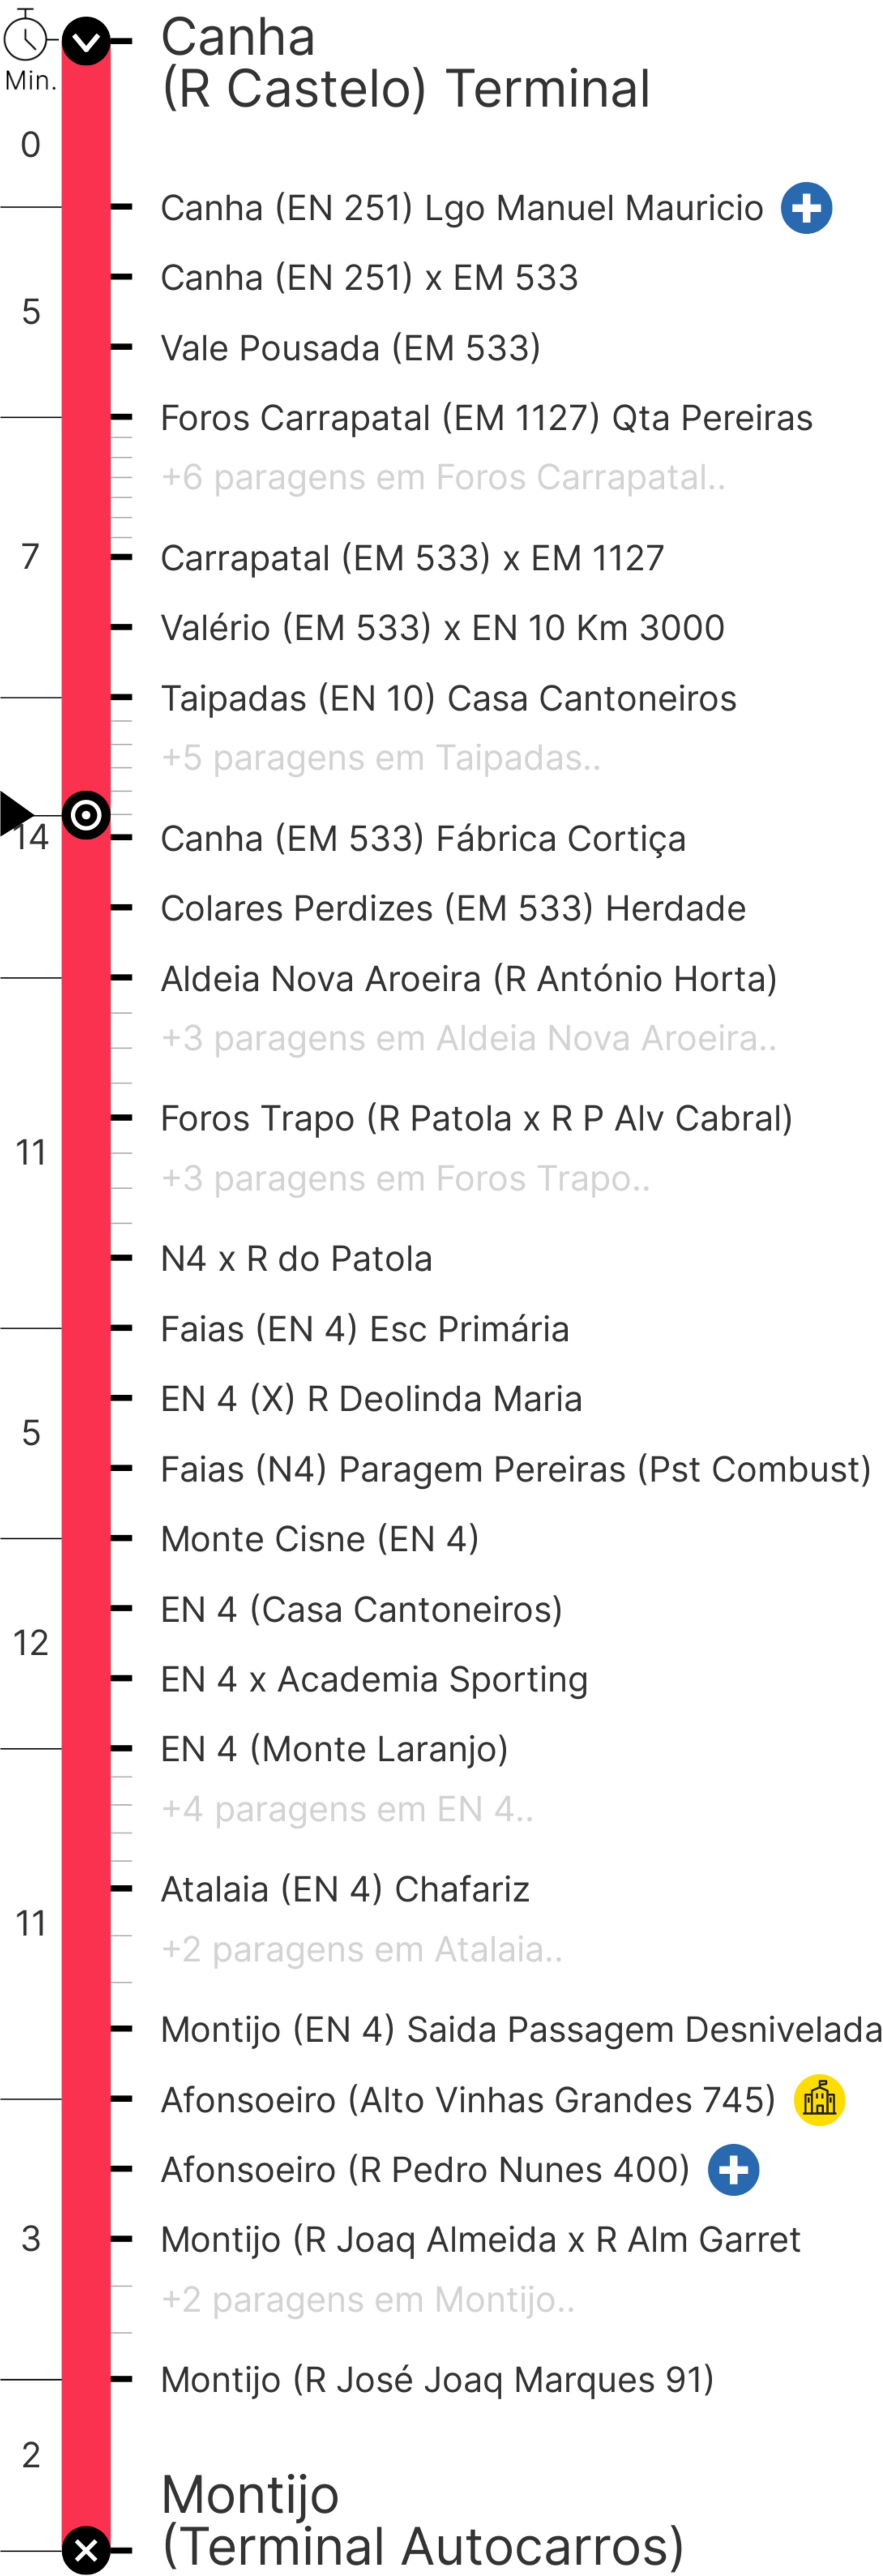 Canha
(R Castelo) Terminal
Min.
0
Canha (EN 251) Lgo Manuel Mauricio
Canha (EN 251) x EM 533
5
Vale Pousada (EM 533)
Foros Carrapatal (EM 1127) Qta Pereiras
+6 paragens em Foros Carrapatal..
7
Carrapatal (EM 533) x EM 1127
Valério (EM 533) x EN 10 Km 3000
Taipadas (EN 10) Casa Cantoneiros
+5 paragens em Taipadas..
14
Canha (EM 533) Fábrica Cortiça
Colares Perdizes (EM 533) Herdade
Aldeia Nova Aroeira (R António Horta)
+3 paragens em Aldeia Nova Aroeira..
Foros Trapo (R Patola x R P Alv Cabral)
11
+3 paragens em Foros Trapo..
N4 x R do Patola
Faias (EN 4) Esc Primária
EN 4 (X) R Deolinda Maria
5
Faias (N4) Paragem Pereiras (Pst Combust)
Monte Cisne (EN 4)
EN 4 (Casa Cantoneiros)
12
EN 4 x Academia Sporting
EN 4 (Monte Laranjo)
+4 paragens em EN 4..
Atalaia (EN 4) Chafariz
11
+2 paragens em Atalaia..
Montijo (EN 4) Saida Passagem Desnivelada
Afonsoeiro (Alto Vinhas Grandes 745)
Afonsoeiro (R Pedro Nunes 400)
3
Montijo (R Joaq Almeida x R Alm Garret
+2 paragens em Montijo..
Montijo (R José Joaq Marques 91)
2
Montijo
(Terminal Autocarros)